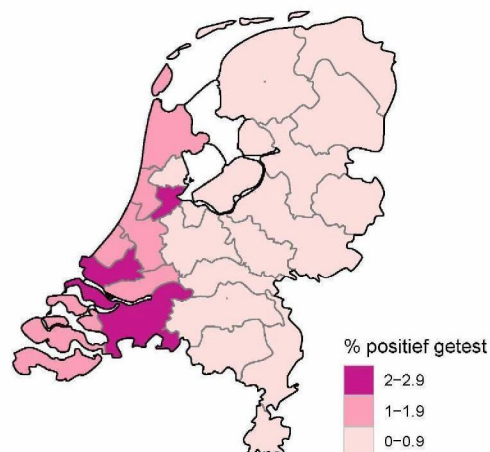 % positief getest
2–2.9
1–1.9
0–0.9